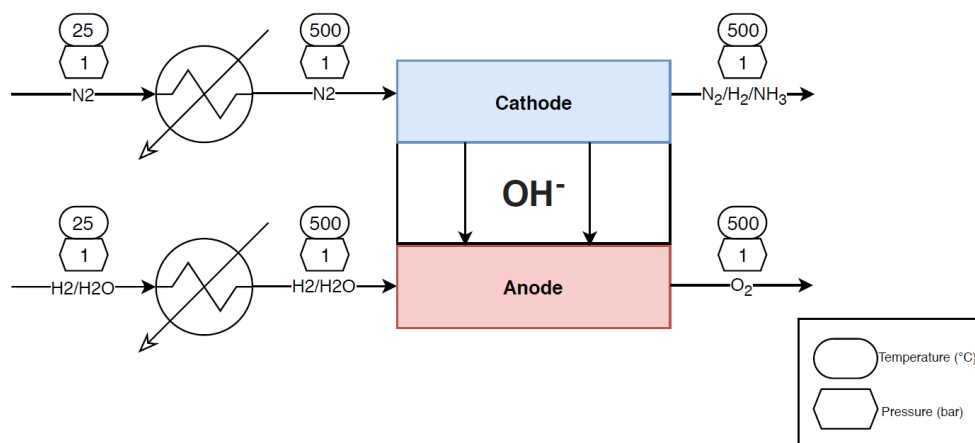 25
1
N2
500
1
N2
Cathode
500
1
N₂/H₂/NH₃
OH⁻
25
1
H2/H2O
500
1
H2/H2O
Anode
500
1
O₂
Temperature (°C)
Pressure (bar)